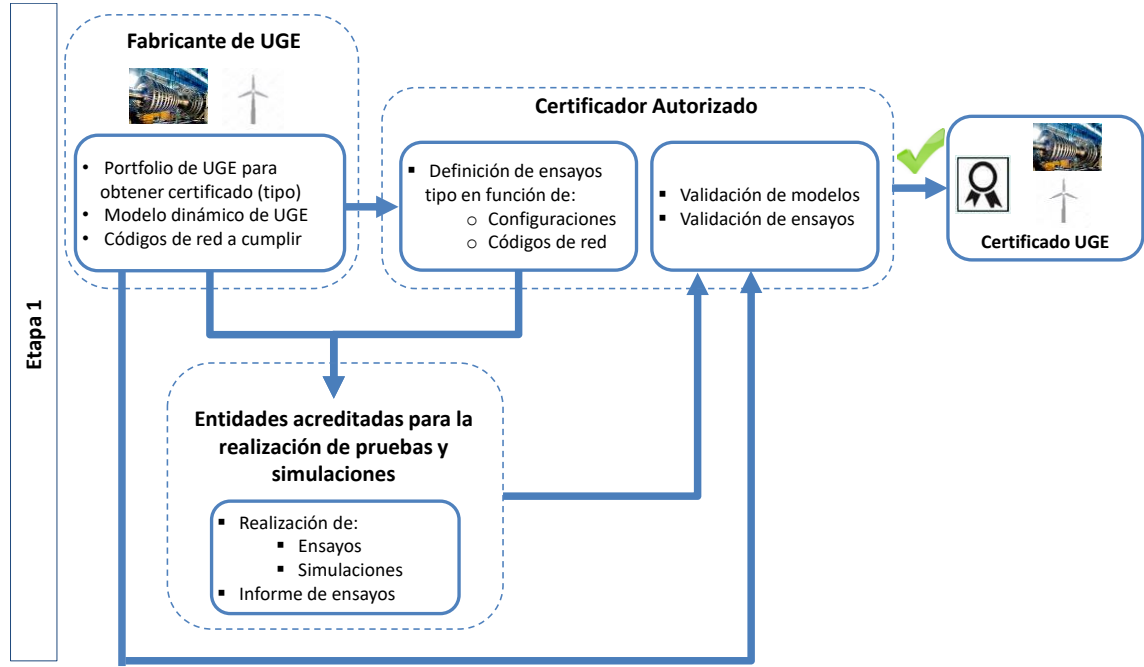 Etapa 1
Fabricante de UGE
• Portfolio de UGE para
obtener certificado (tipo)
• Modelo dinámico de UGE
• Códigos de red a cumplir
Certificador Autorizado
▪ Definición de ensayos
tipo en función de:
o Configuraciones
o Códigos de red
▪ Validación de modelos
▪ Validación de ensayos
Certificado UGE
Entidades acreditadas para la
realización de pruebas y
simulaciones
▪ Realización de:
▪ Ensayos
▪ Simulaciones
▪ Informe de ensayos